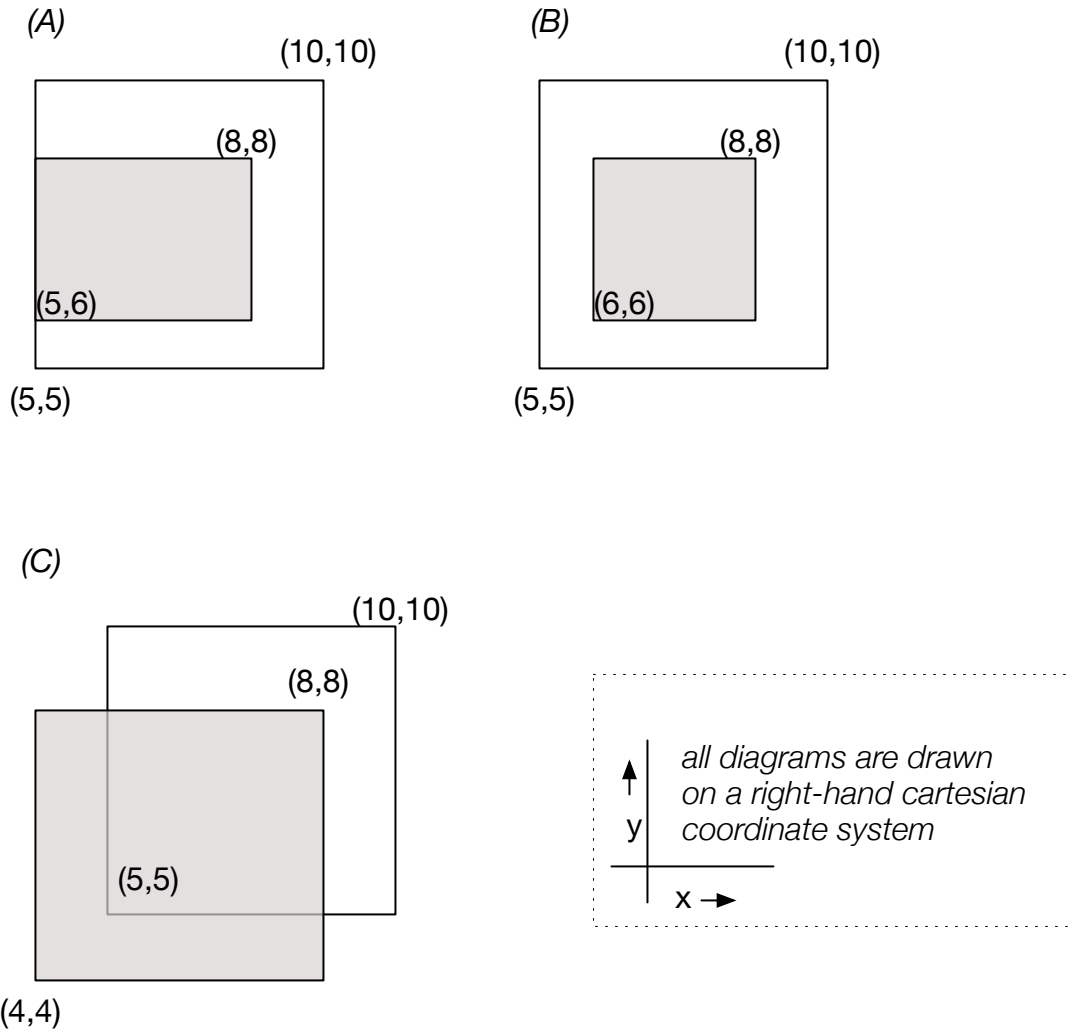 (A)
(10,10)
(8,8)
(5,6)
(5,5)
(B)
(10,10)
(8,8)
(6,6)
(5,5)
(C)
(10,10)
(8,8)
(5,5)
(4,4)
all diagrams are drawn
on a right-hand cartesian
coordinate system
y
x